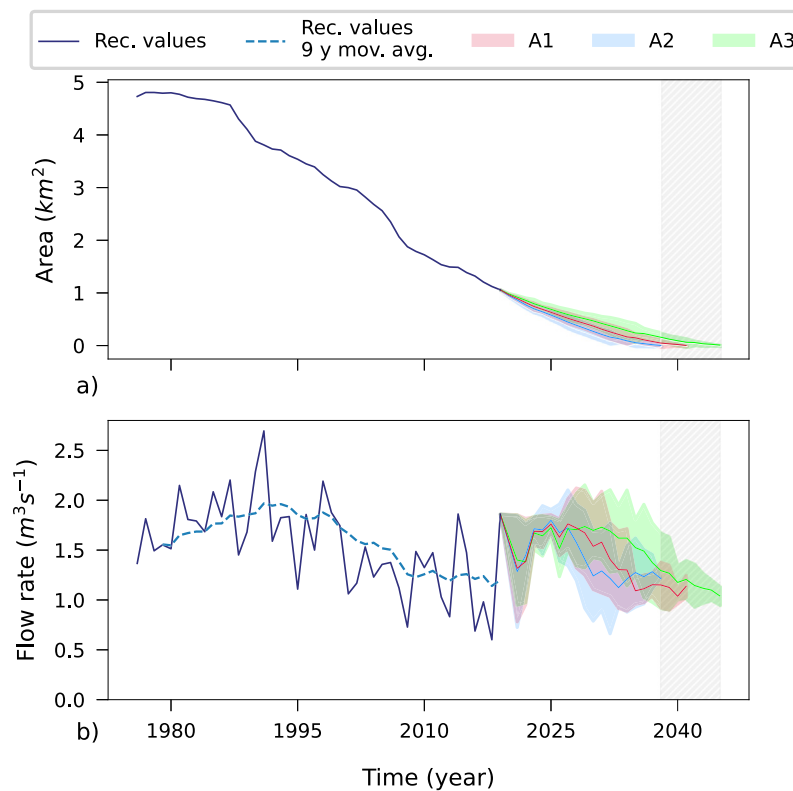 Rec. values
Rec. values
9 y mov. avg.
A1
A2
A3
5
4
3
2
1
0
Area (km²)
a)
2.5
2.0
1.5
1.0
0.5
0.0
Flow rate (m³s⁻¹)
b)
1980 1995 2010 2025 2040
Time (year)